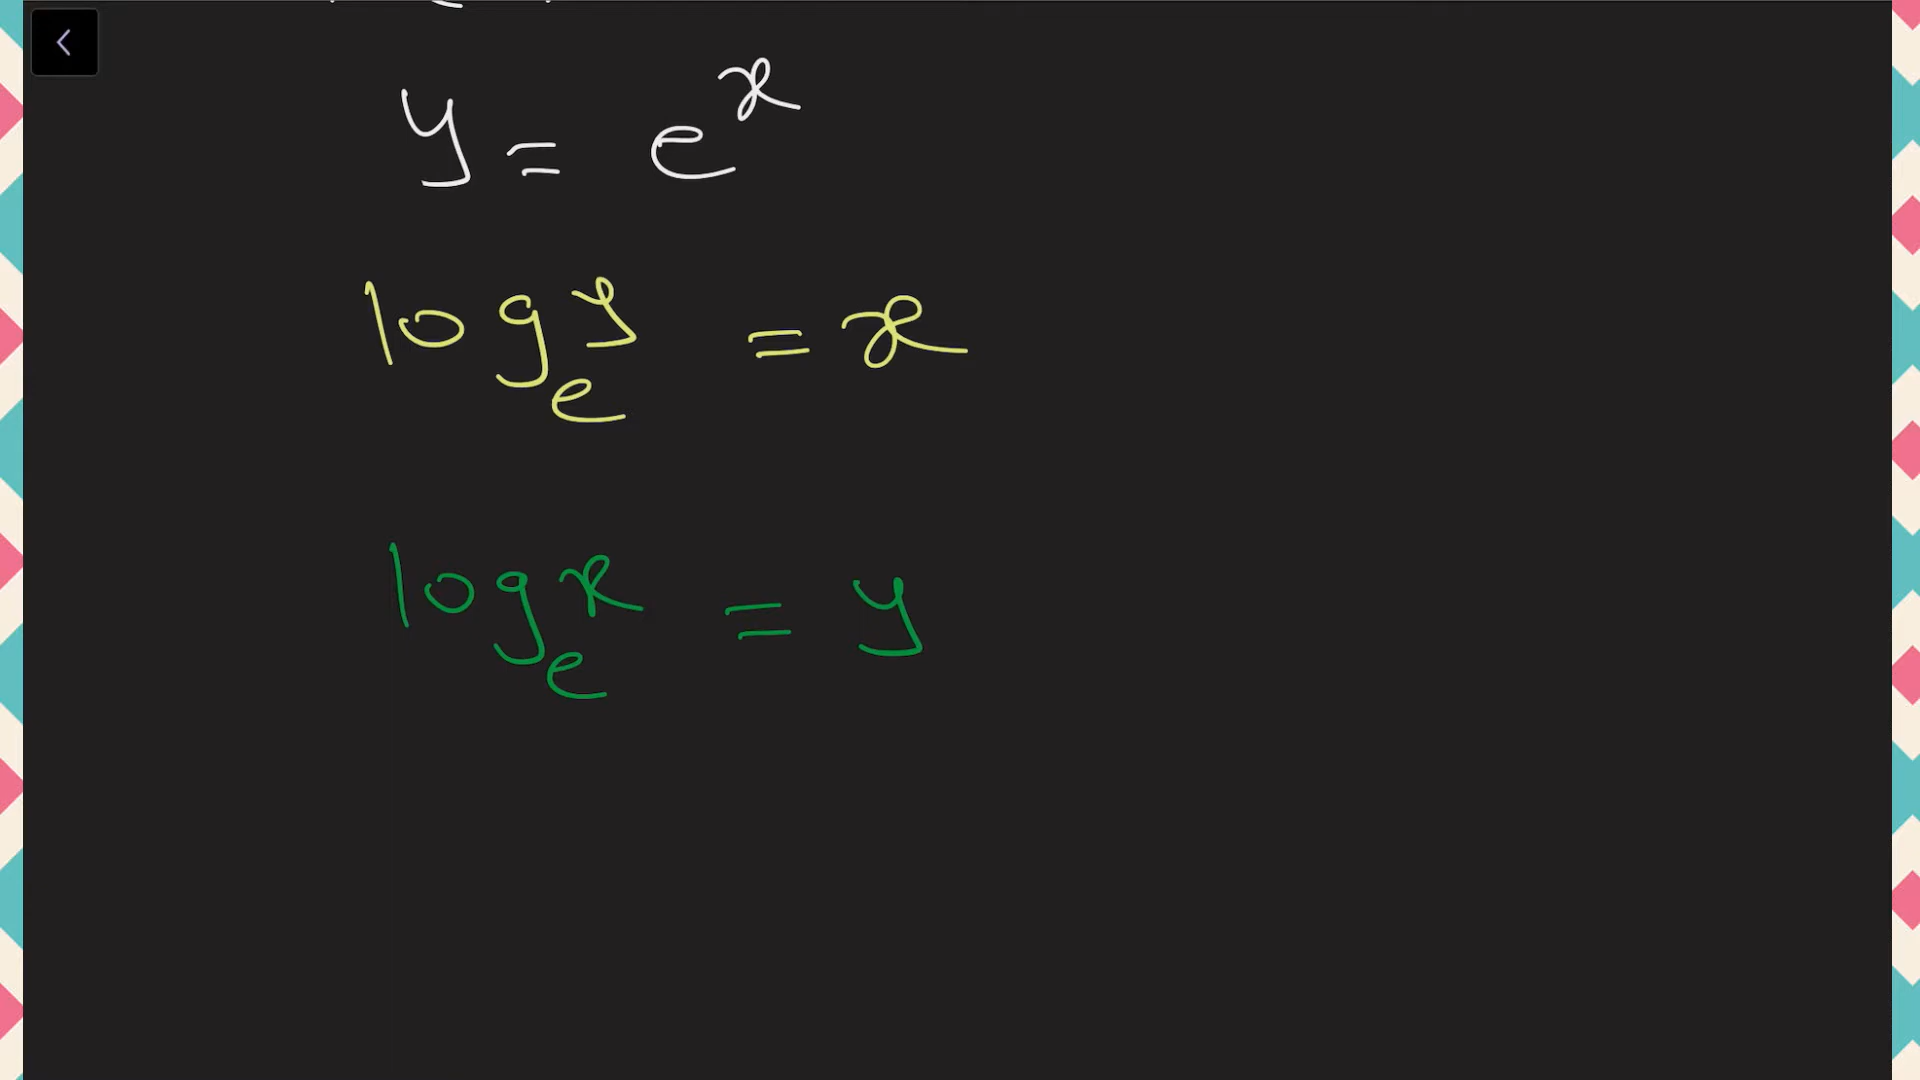 y = e^x
log_e y = x
log_e x = y